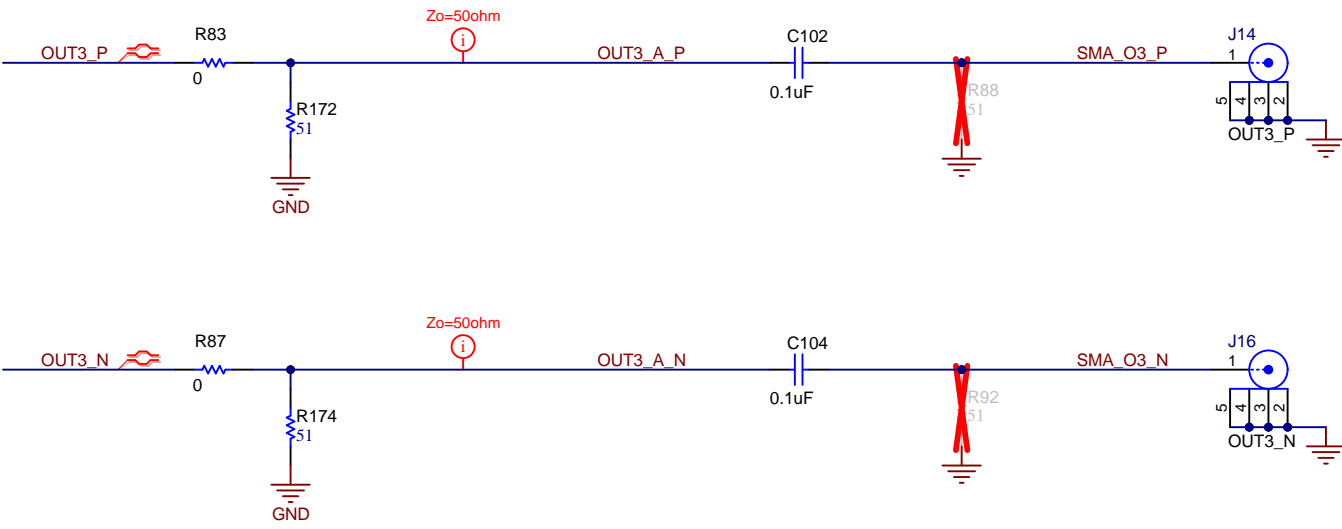 Zo=50ohm
OUT3_P
R83
0
i
OUT3_A_P
C102
0.1uF
SMA_O3_P
J14
1
R172
51
GND
R88
51
5
4
3
2
OUT3_P
Zo=50ohm
OUT3_N
R87
0
i
OUT3_A_N
C104
0.1uF
SMA_O3_N
J16
1
R174
51
GND
R92
51
5
4
3
2
OUT3_N